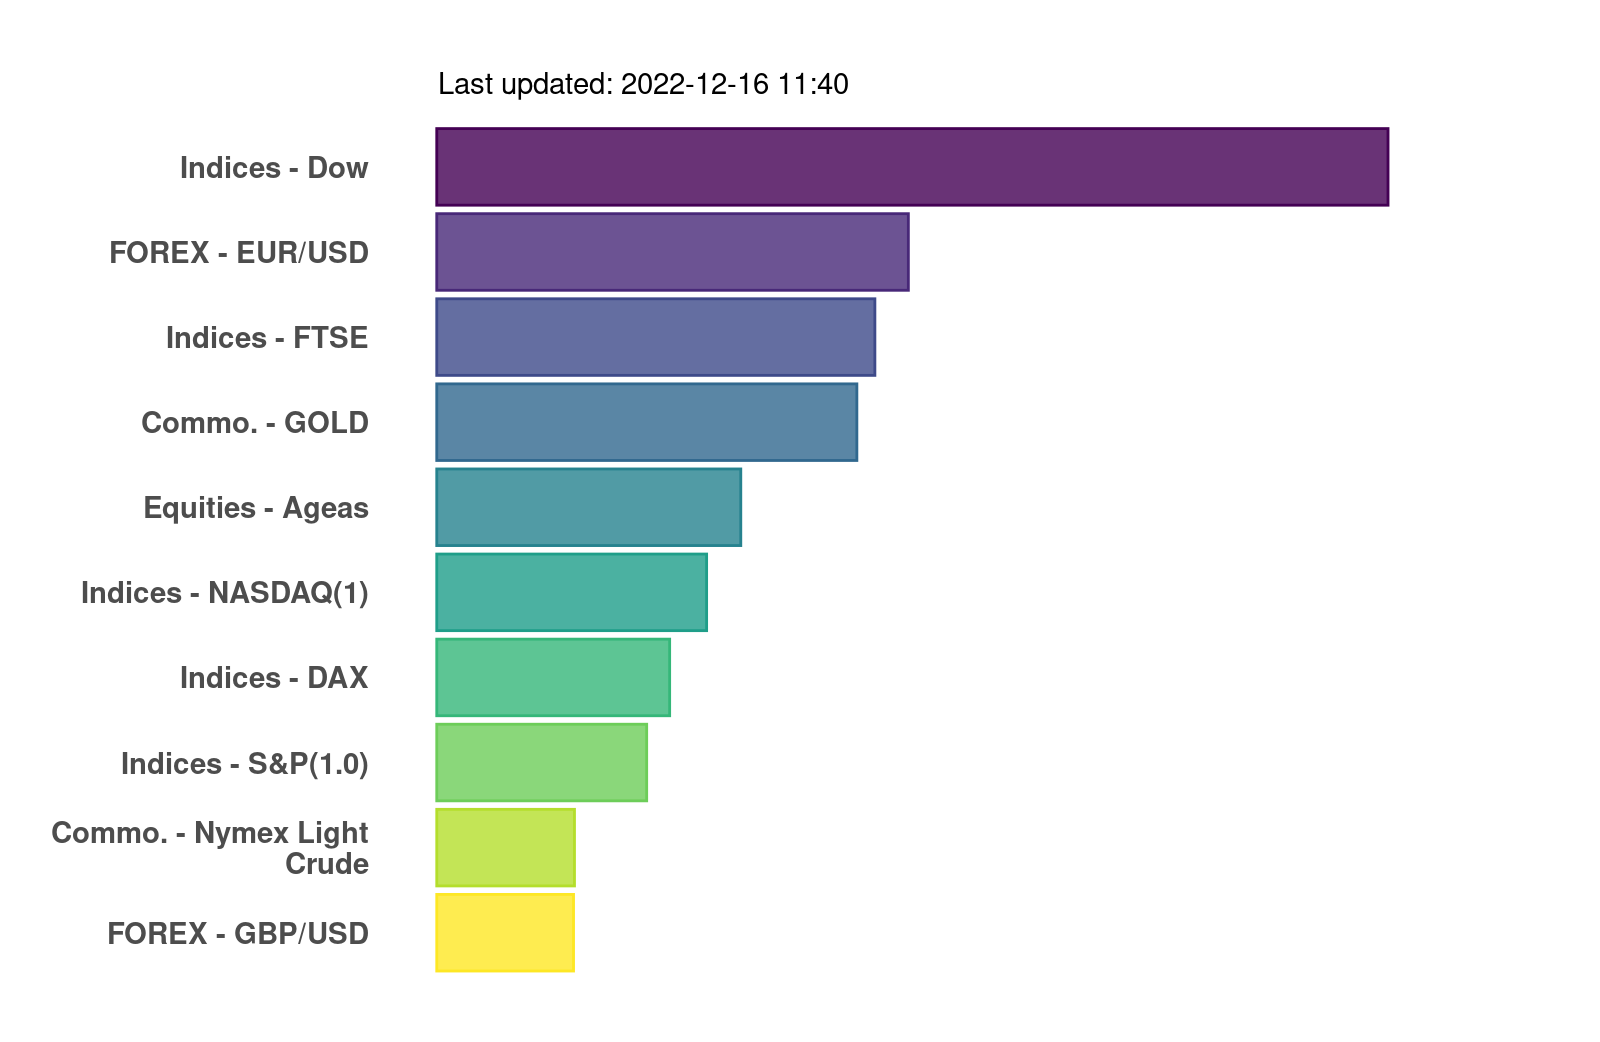 Last updated: 2022-12-16 11:40
Indices - Dow
FOREX - EUR/USD
Indices - FTSE
Commo. - GOLD
Equities - Ageas
Indices - NASDAQ(1)
Indices - DAX
Indices - S&P(1.0)
Commo. - Nymex Light
Crude
FOREX - GBP/USD